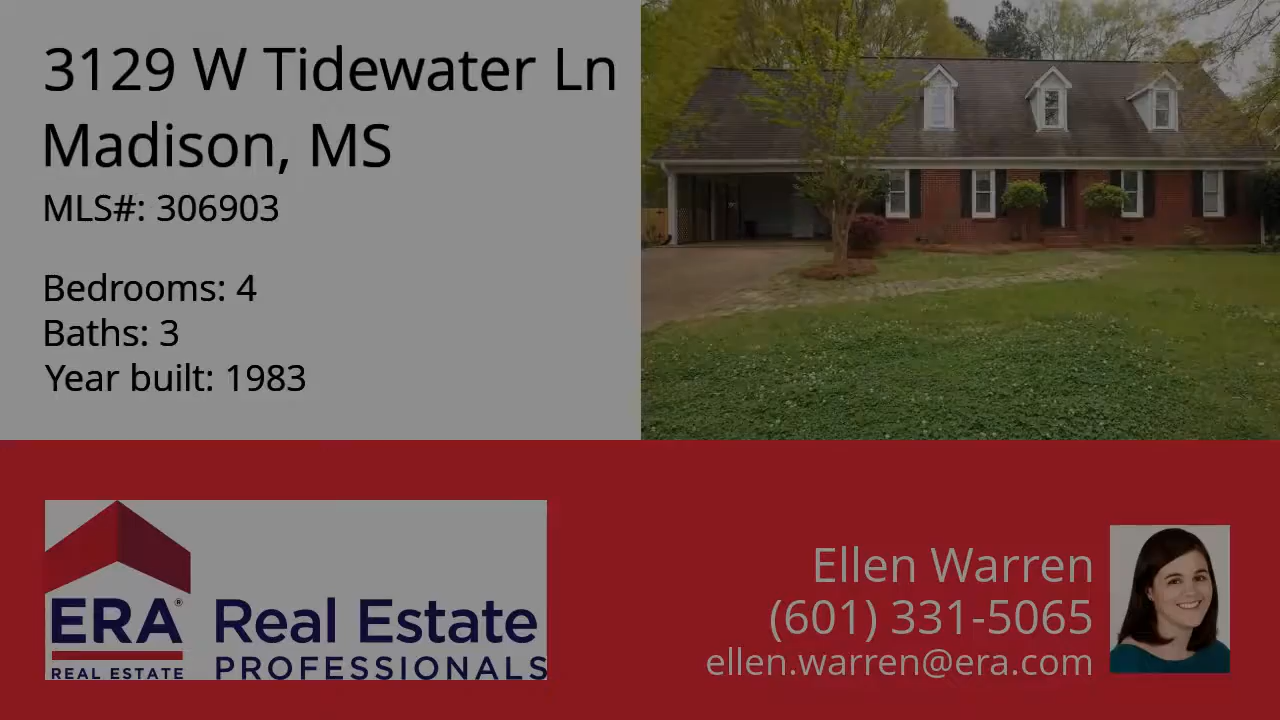 3129 W Tidewater Ln
Madison, MS
MLS#: 306903
Bedrooms: 4
Baths: 3
Year built: 1983
ERA®
REAL ESTATE
Real Estate
PROFESSIONALS
Ellen Warren
(601) 331-5065
ellen.warren@era.com